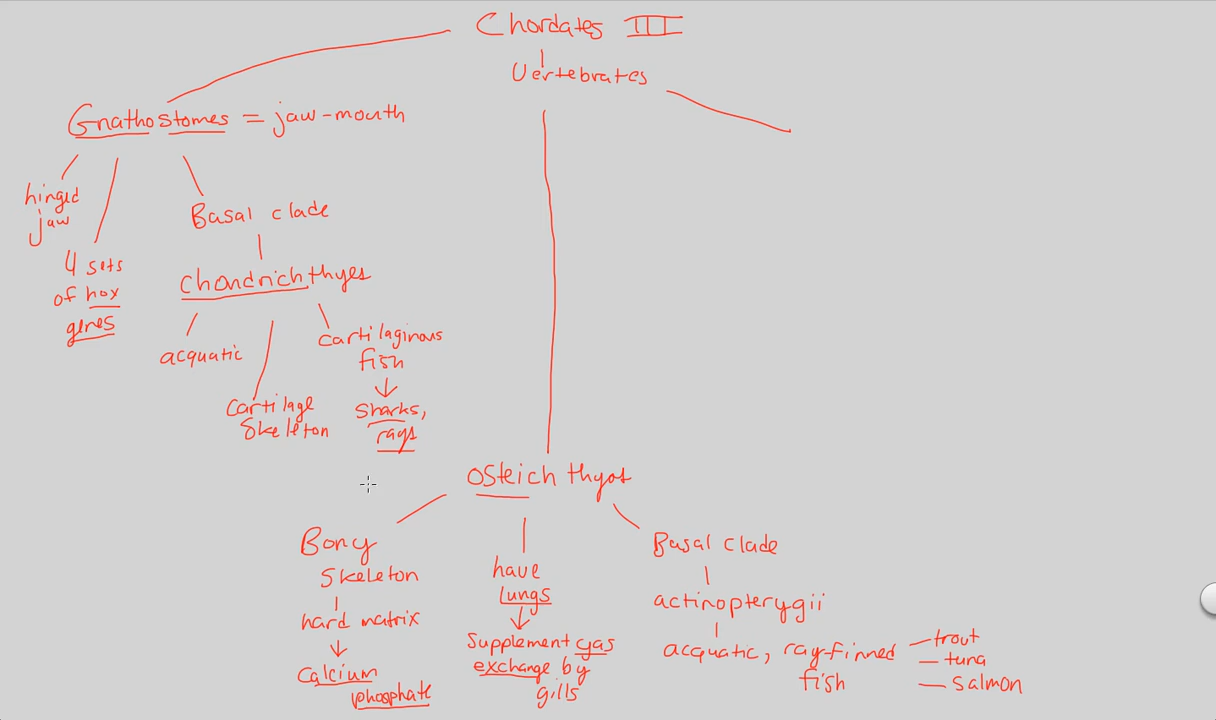 Chordates III
Vertebrates
Gnathostomes = jaw-mouth
hinged
jaw
4 sets
of hox
genes
Basal clade
Chondrichthyes
acquatic
Cartilage
Skeleton
Cartilaginous
fish
Sharks,
rays
Osteichthyes
Bony
Skeleton
hard matrix
Calcium
phosphate
have
lungs
Supplement gas
exchange by
gills
Basal clade
actinopterygii
acquatic, ray-finned
fish
trout
tuna
Salmon